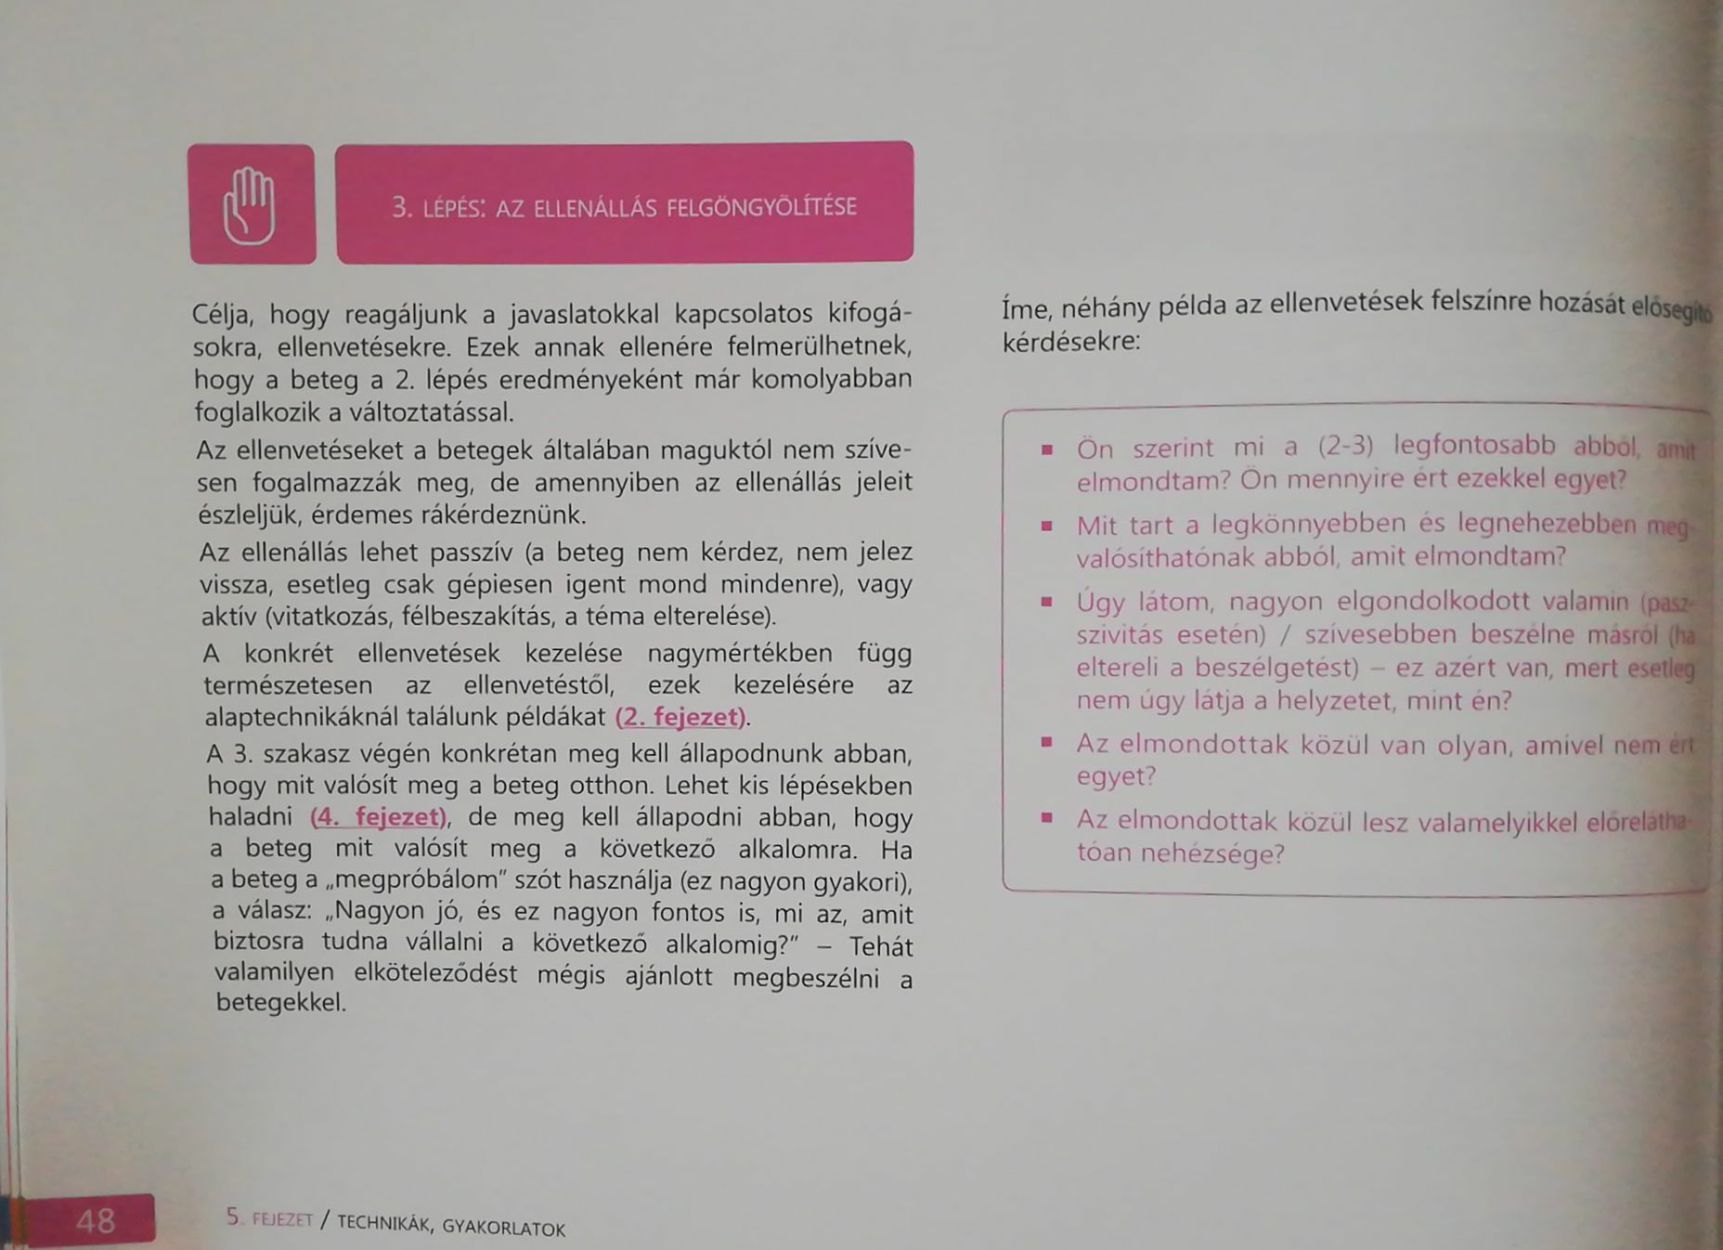 3. LÉPÉS: AZ ELLENÁLLÁS FELGÖNGYÖLÍTÉSE
Célja, hogy reagáljunk a javaslatokkal kapcsolatos kifogá-
sokra, ellenvetésekre. Ezek annak ellenére felmerülhetnek,
hogy a beteg a 2. lépés eredményeként már komolyabban
foglalkozik a változtatással.
Az ellenvetéseket a betegek általában maguktól nem szíve-
sen fogalmazzák meg, de amennyiben az ellenállás jeleit
észleljük, érdemes rákérdeznünk.
Az ellenállás lehet passzív (a beteg nem kérdez, nem jelez
vissza, esetleg csak gépiesen igent mond mindenre), vagy
aktív (vitatkozás, félbeszakítás, a téma elterelése).
A konkrét ellenvetések kezelése nagymértékben függ
természetesen az ellenvetéstől, ezek kezelésére az
alaptechnikáknál találunk példákat (2. fejezet).
A 3. szakasz végén konkrétan meg kell állapodnunk abban,
hogy mit valósít meg a beteg otthon. Lehet kis lépésekben
haladni (4. fejezet), de meg kell állapodni abban, hogy
a beteg mit valósít meg a következő alkalomra. Ha
a beteg a „megpróbálom” szót használja (ez nagyon gyakori),
a válasz: „Nagyon jó, és ez nagyon fontos is, mi az, amit
biztosra tudna vállalni a következő alkalomig?” – Tehát
valamilyen elköteleződést mégis ajánlott megbeszélni a
betegekkel.
Íme, néhány példa az ellenvetések felszínre hozását elősegítő
kérdésekre:
▪ Ön szerint mi a (2-3) legfontosabb abból, amit
elmondtam? Ön mennyire ért ezekkel egyet?
▪ Mit tart a legkönnyebben és legnehezebben meg-
valósíthatónak abból, amit elmondtam?
▪ Úgy látom, nagyon elgondolkodott valamin (pasz-
szivitás esetén) / szívesebben beszélne másról (ha
eltereli a beszélgetést) – ez azért van, mert esetleg
nem úgy látja a helyzetet, mint én?
▪ Az elmondottak közül van olyan, amivel nem ért
egyet?
▪ Az elmondottak közül lesz valamelyikkel előrelátha-
tóan nehézsége?
48
5. FEJEZET / TECHNIKÁK, GYAKORLATOK